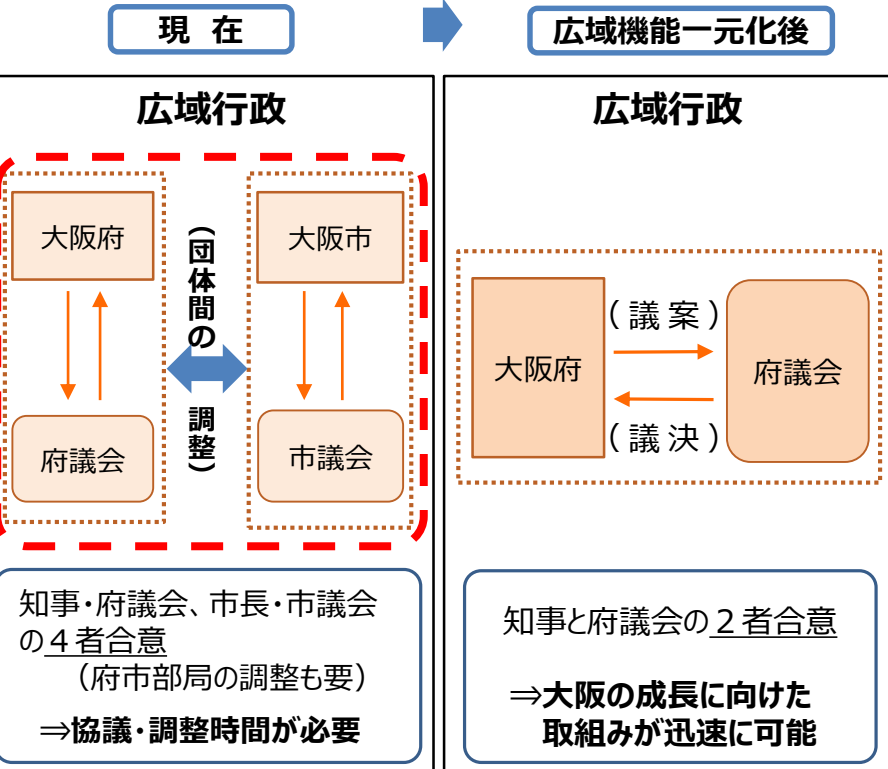 現 在
広域機能一元化後
広域行政
大阪府
(団体間の
調整)
大阪市
府議会
市議会
知事・府議会、市長・市議会
の４者合意
（府市部局の調整も要）
⇒協議・調整時間が必要
広域行政
大阪府
（ 議 案 ）
府議会
（ 議 決 ）
知事と府議会の２者合意
⇒大阪の成長に向けた
取組みが迅速に可能